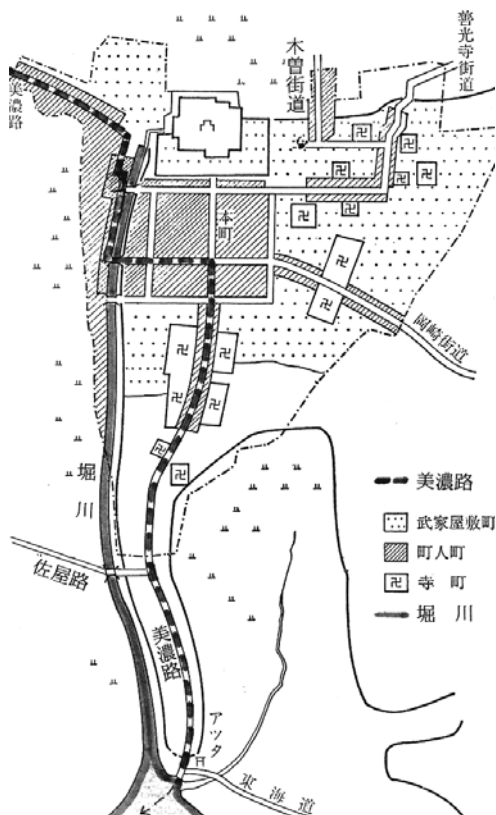 善光寺街道
木曽街道
美濃路
本町
岡崎街道
堀川
佐屋路
美濃路
アツタ
東海道
美濃路
武家屋敷町
町人町
卍 寺町
堀川